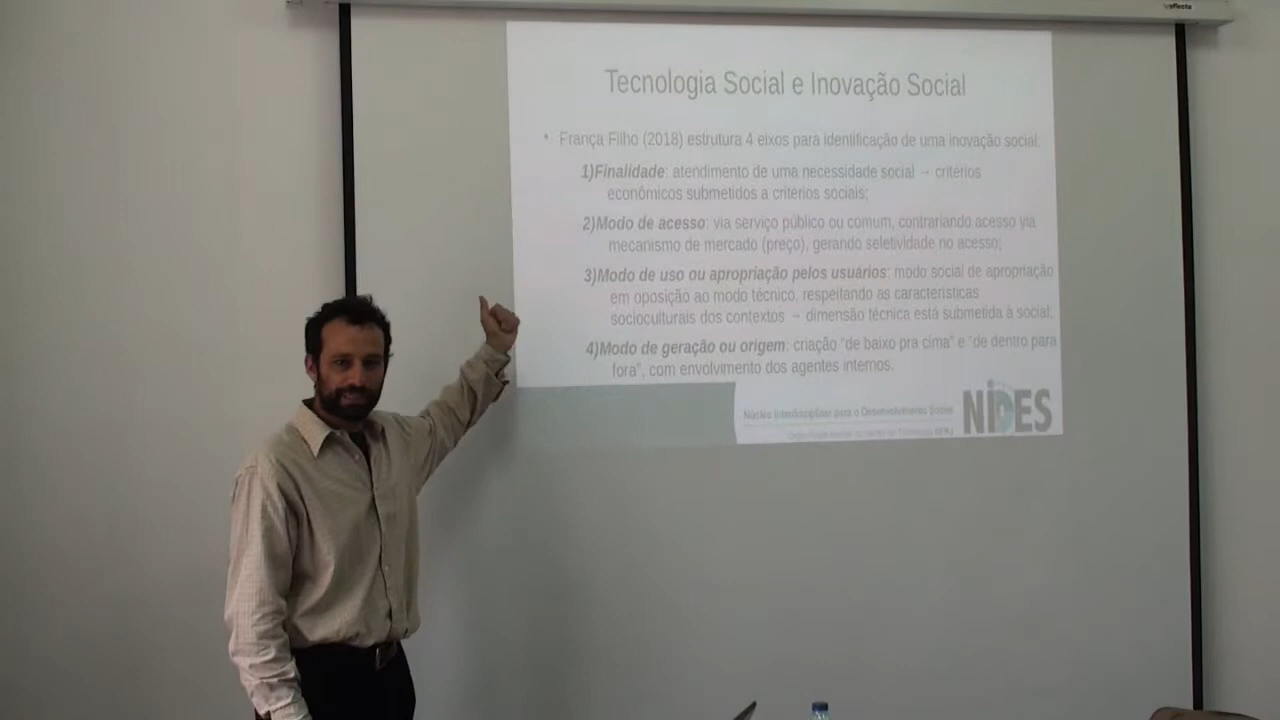 reflecta
Tecnologia Social e Inovação Social
• França Filho (2018) estrutura 4 eixos para identificação de uma inovação social:
1)Finalidade: atendimento de uma necessidade social → critérios
econômicos submetidos a critérios sociais;
2)Modo de acesso: via serviço público ou comum, contrariando acesso via
mecanismo de mercado (preço), gerando seletividade no acesso;
3)Modo de uso ou apropriação pelos usuários: modo social de apropriação
em oposição ao modo técnico, respeitando as características
socioculturais dos contextos → dimensão técnica está submetida à social;
4)Modo de geração ou origem: criação "de baixo pra cima" e "de dentro para
fora", com envolvimento dos agentes internos.
Núcleo Interdisciplinar para o Desenvolvimento Social
NIDES